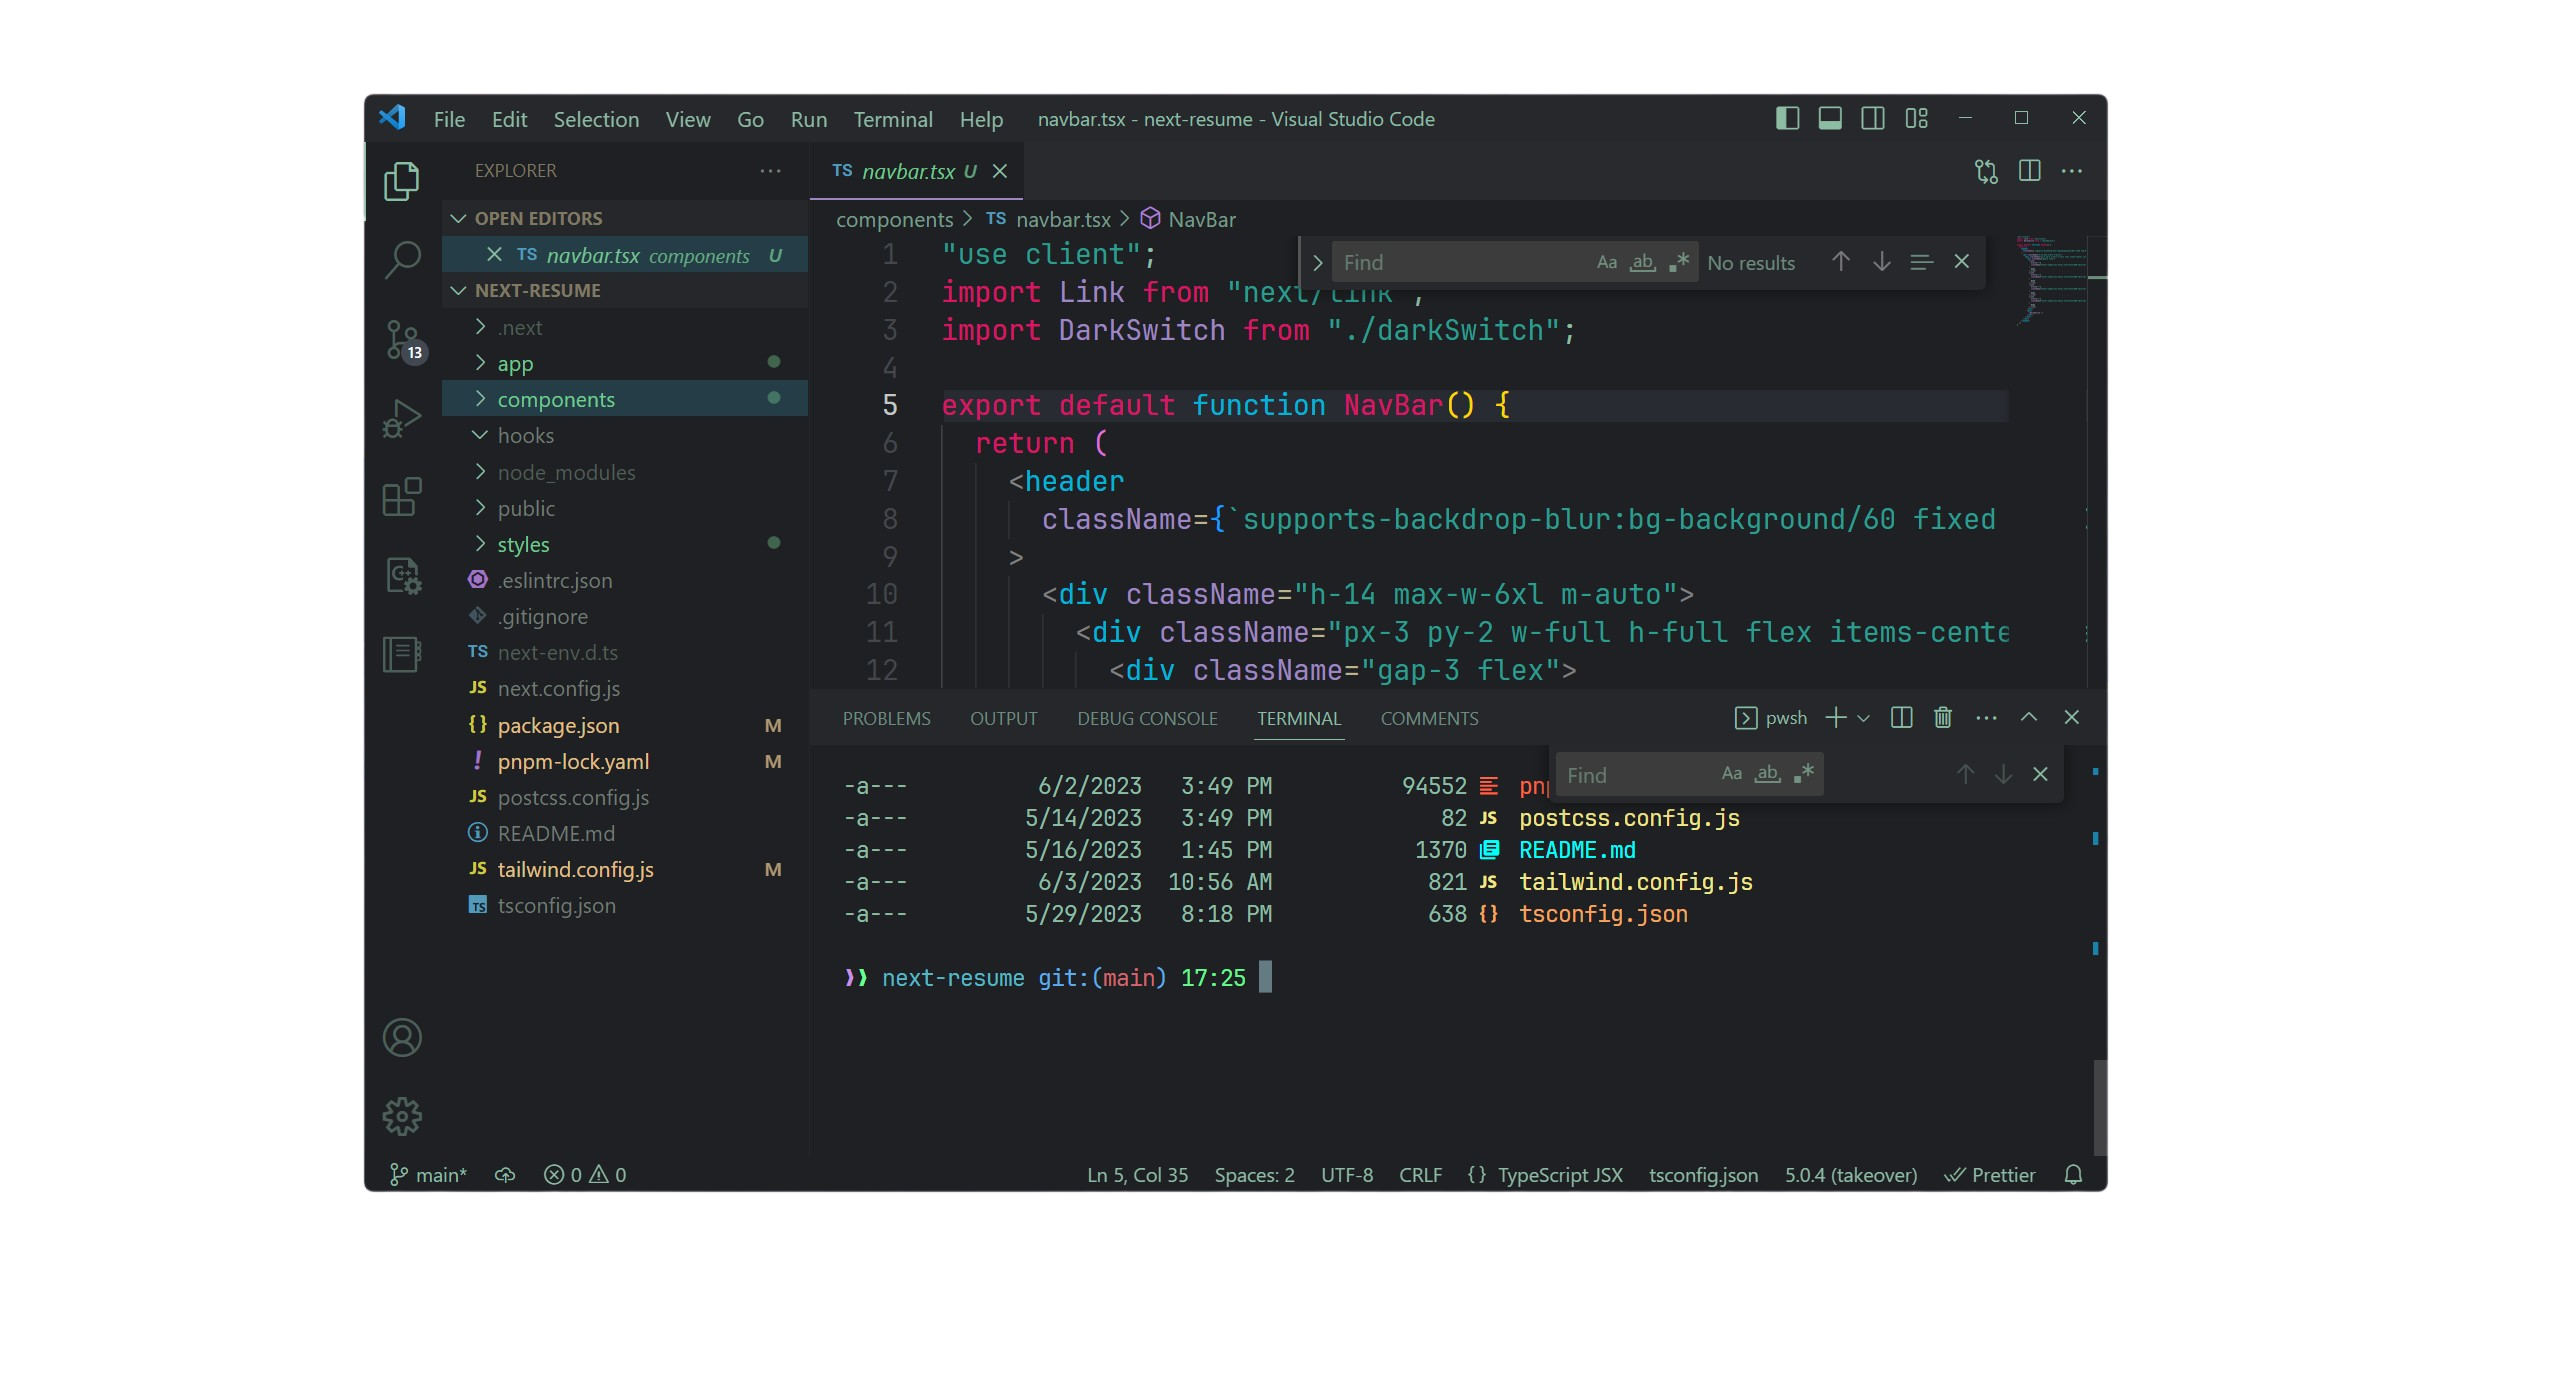 File Edit Selection View Go Run Terminal Help navbar.tsx - next-resume - Visual Studio Code
EXPLORER
OPEN EDITORS
TS navbar.tsx components U
NEXT-RESUME
.next
app
components
hooks
node_modules
public
styles
.eslintrc.json
.gitignore
TS next-env.d.ts
JS next.config.js
{} package.json M
! pnpm-lock.yaml M
JS postcss.config.js
README.md
JS tailwind.config.js M
TS tsconfig.json
13
TS navbar.tsx U
components > TS navbar.tsx > NavBar
Find Aa ab .* No results
1 "use client";
2 import Link from "next/link ,
3 import DarkSwitch from "./darkSwitch";
4
5 export default function NavBar() {
6 return (
7 <header
8 className={`supports-backdrop-blur:bg-background/60 fixed
9 >
10 <div className="h-14 max-w-6xl m-auto">
11 <div className="px-3 py-2 w-full h-full flex items-cente
12 <div className="gap-3 flex">
PROBLEMS OUTPUT DEBUG CONSOLE TERMINAL COMMENTS pwsh
Find Aa ab .*
-a--- 6/2/2023 3:49 PM 94552 pnp
-a--- 5/14/2023 3:49 PM 82 JS postcss.config.js
-a--- 5/16/2023 1:45 PM 1370 README.md
-a--- 6/3/2023 10:56 AM 821 JS tailwind.config.js
-a--- 5/29/2023 8:18 PM 638 {} tsconfig.json
❯❯ next-resume git:(main) 17:25
main* 0 0 Ln 5, Col 35 Spaces: 2 UTF-8 CRLF {} TypeScript JSX tsconfig.json 5.0.4 (takeover) Prettier